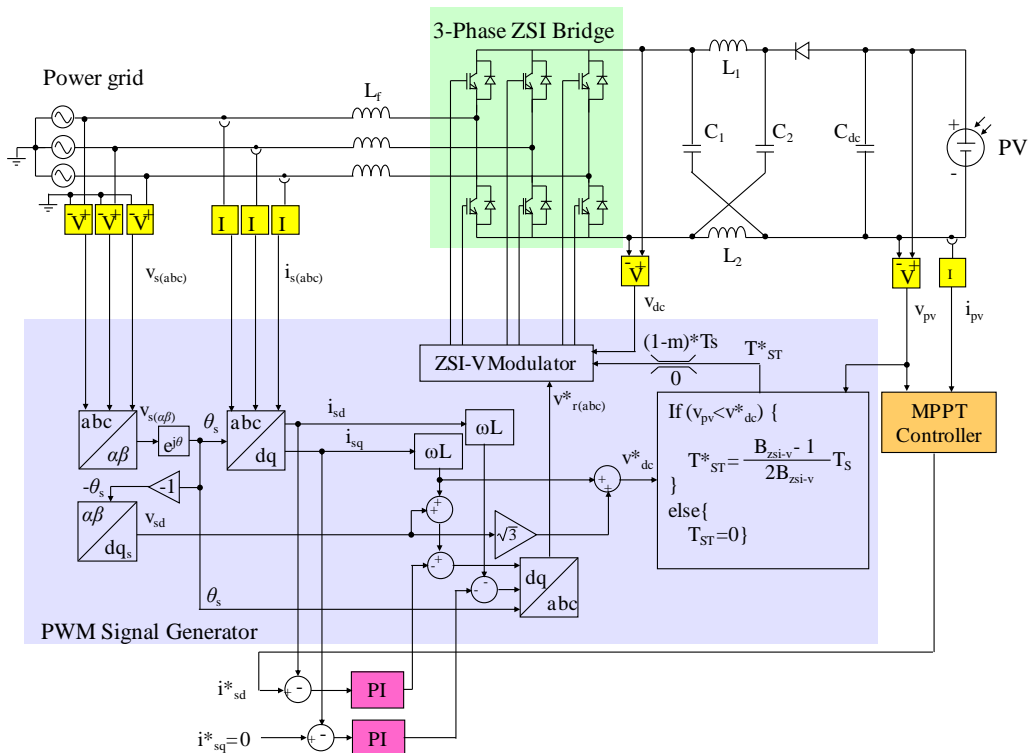 3-Phase ZSI Bridge
Power grid
L_f
L_1
C_1
C_2
C_dc
+
PV
-
L_2
-V+
-V+
-V+
I
I
I
-V+
-V+
I
v_s(abc)
i_s(abc)
v_dc
v_pv
i_pv
(1-m)*Ts
0
T*_ST
ZSI-VModulator
v*_r(abc)
If (v_pv<v*_dc) {
T*_ST= B_zsi-v - 1 / 2B_zsi-v T_S
}
else{
T_ST=0}
MPPT
Controller
abc
αβ
v_s(αβ)
e^jθ
θ_s
abc
dq
i_sd
i_sq
ωL
ωL
v*_dc
+
+
-θ_s
-1
αβ
dq_s
v_sd
+
+
√3
+
-
-
-
dq
abc
θ_s
PWM Signal Generator
i*_sd
+
-
PI
i*_sq=0
+
-
PI